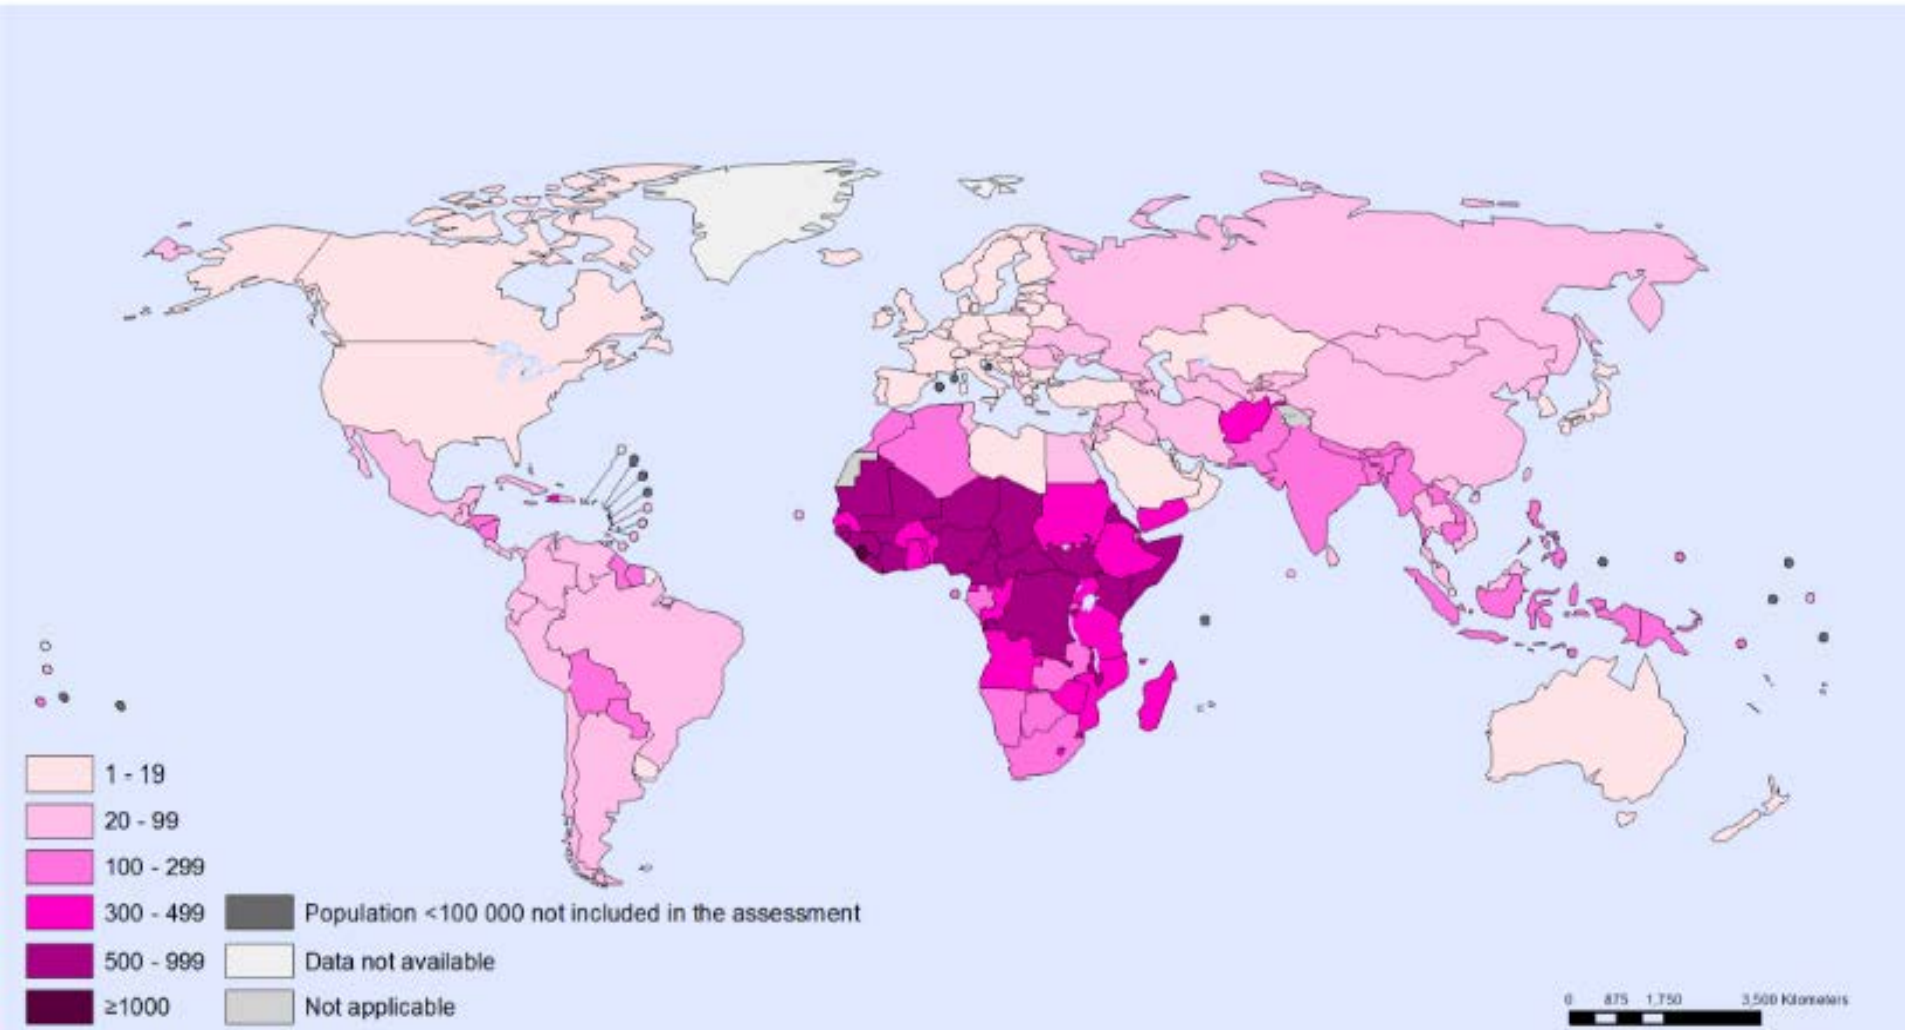 1 - 19
20 - 99
100 - 299
300 - 499
500 - 999
≥1000
Population <100 000 not included in the assessment
Data not available
Not applicable
0 875 1,750 3,500 Kilometers